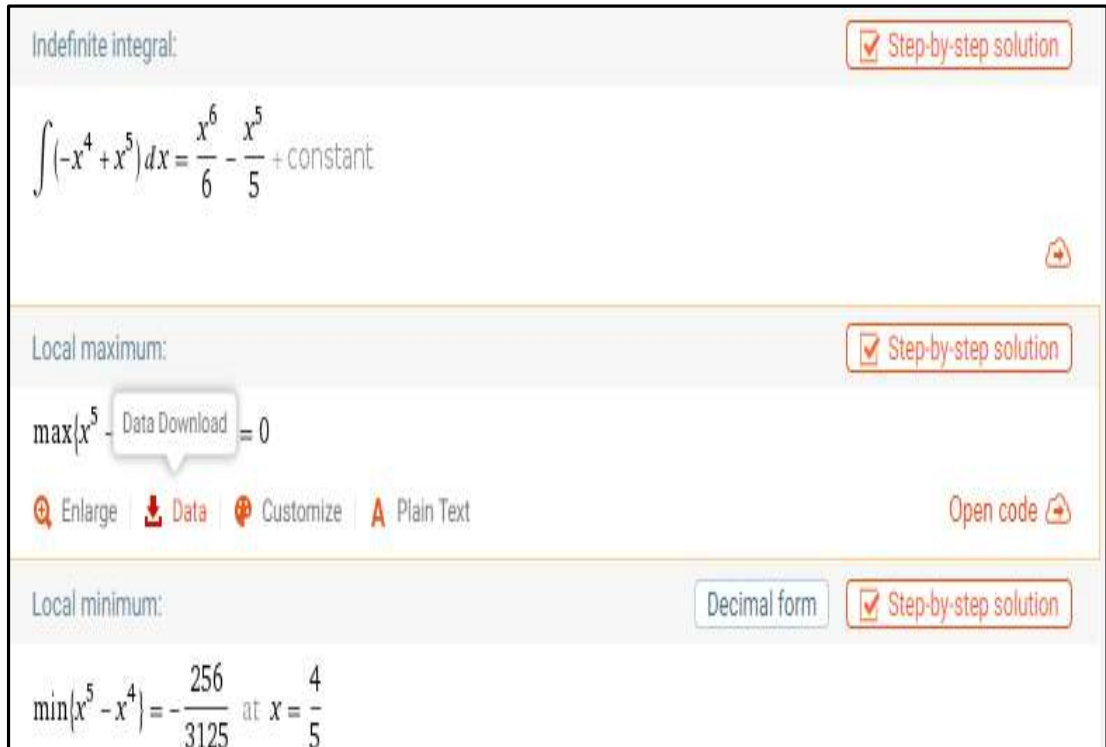 Indefinite integral: Step-by-step solution
∫(-x⁴ + x⁵) dx = x⁶/6 - x⁵/5 + constant
Local maximum: Step-by-step solution
max{x⁵ - Data Download = 0
Enlarge Data Customize A Plain Text Open code
Local minimum: Decimal form Step-by-step solution
min{x⁵ - x⁴} = -256/3125 at x = 4/5